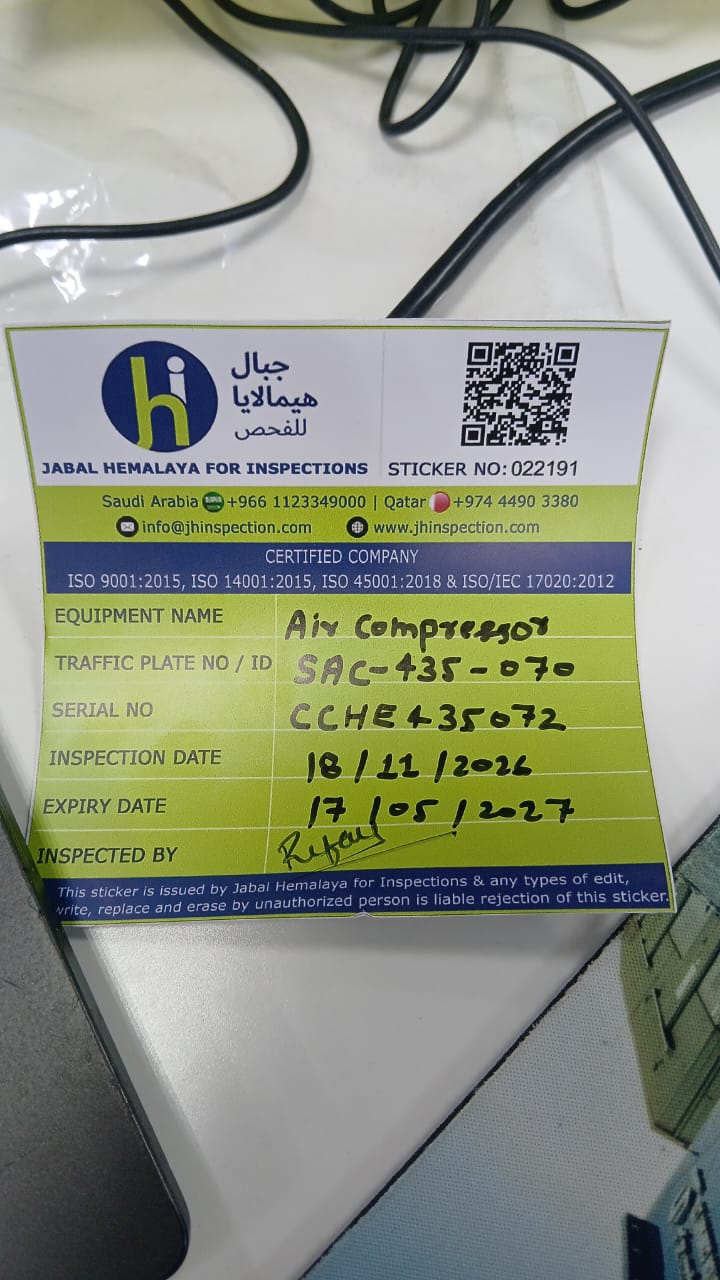 hi
جبال
هيمالايا
للفحص
JABAL HEMALAYA FOR INSPECTIONS
STICKER NO: 022191
Saudi Arabia +966 1123349000 | Qatar +974 4490 3380
info@jhinspection.com www.jhinspection.com
CERTIFIED COMPANY
ISO 9001:2015, ISO 14001:2015, ISO 45001:2018 & ISO/IEC 17020:2012
EQUIPMENT NAME Air Compressor
TRAFFIC PLATE NO / ID SAC-435-070
SERIAL NO CCHE435072
INSPECTION DATE 18/11/2026
EXPIRY DATE 17/05/2027
INSPECTED BY
This sticker is issued by Jabal Hemalaya for Inspections & any types of edit,
write, replace and erase by unauthorized person is liable rejection of this sticker.